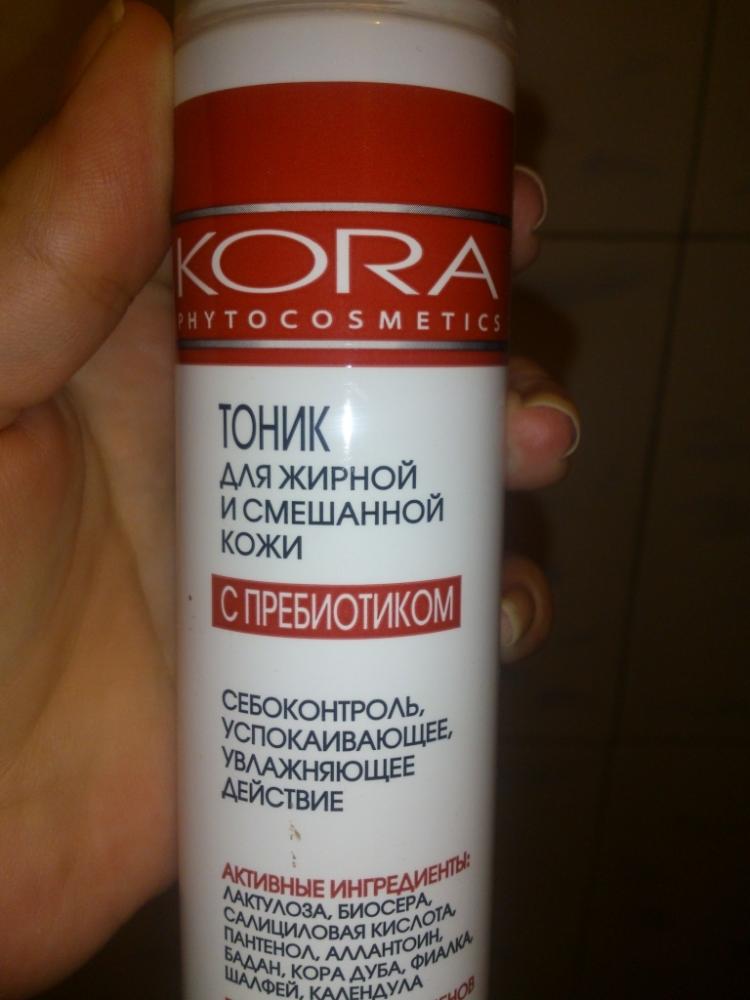 KORA
PHYTOCOSMETICS
ТОНИК
ДЛЯ ЖИРНОЙ
И СМЕШАННОЙ
КОЖИ
С ПРЕБИОТИКОМ
СЕБОКОНТРОЛЬ,
УСПОКАИВАЮЩЕЕ,
УВЛАЖНЯЮЩЕЕ
ДЕЙСТВИЕ
АКТИВНЫЕ ИНГРЕДИЕНТЫ:
ЛАКТУЛОЗА, БИОСЕРА,
САЛИЦИЛОВАЯ КИСЛОТА,
ПАНТЕНОЛ, АЛЛАНТОИН,
БАДАН, КОРА ДУБА, ФИАЛКА,
ШАЛФЕЙ, КАЛЕНДУЛА